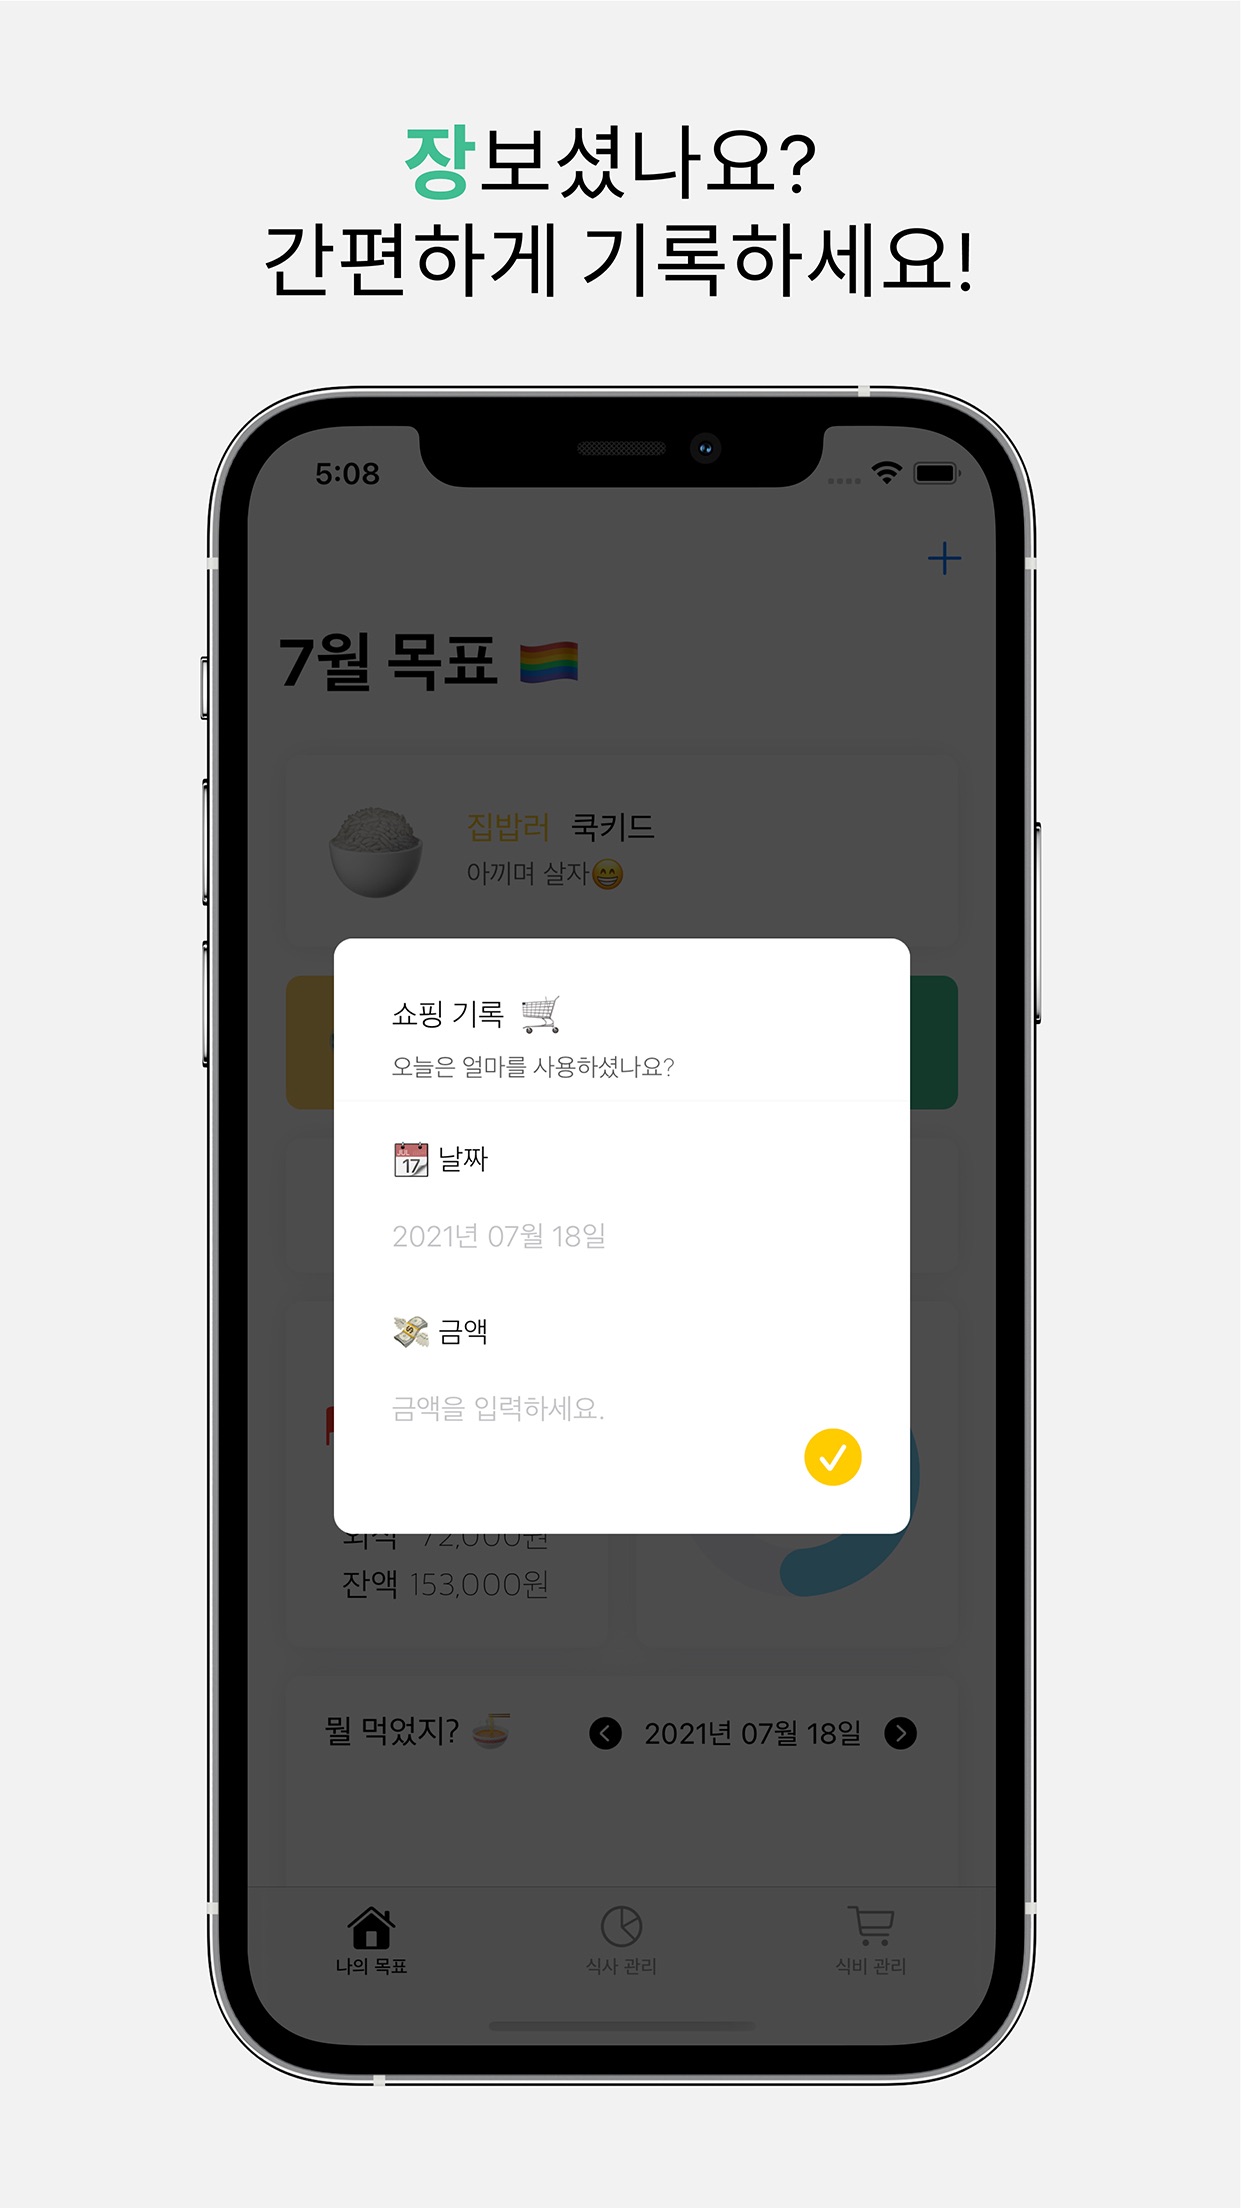 장보셨나요?
간편하게 기록하세요!
5:08
7월 목표 🏳️‍🌈
집밥러 쿡키드
아끼며 살자😄
쇼핑 기록 🛒
오늘은 얼마를 사용하셨나요?
📅 날짜
2021년 07월 18일
💸 금액
금액을 입력하세요.
외식 72,000원
잔액 153,000원
뭘 먹었지? 🍜 2021년 07월 18일
나의 목표 식사 관리 식비 관리